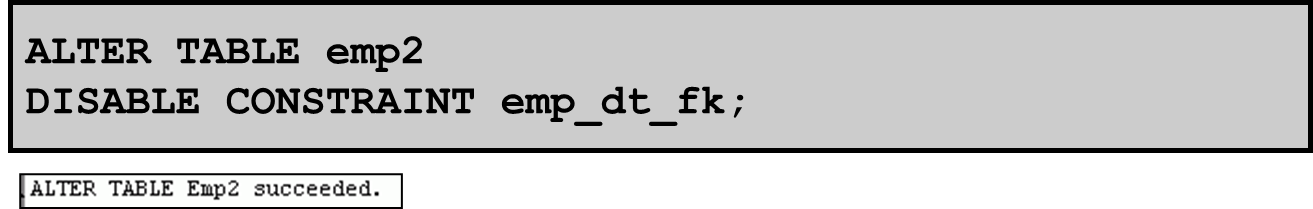 ALTER TABLE emp2
DISABLE CONSTRAINT emp_dt_fk;
ALTER TABLE Emp2 succeeded.